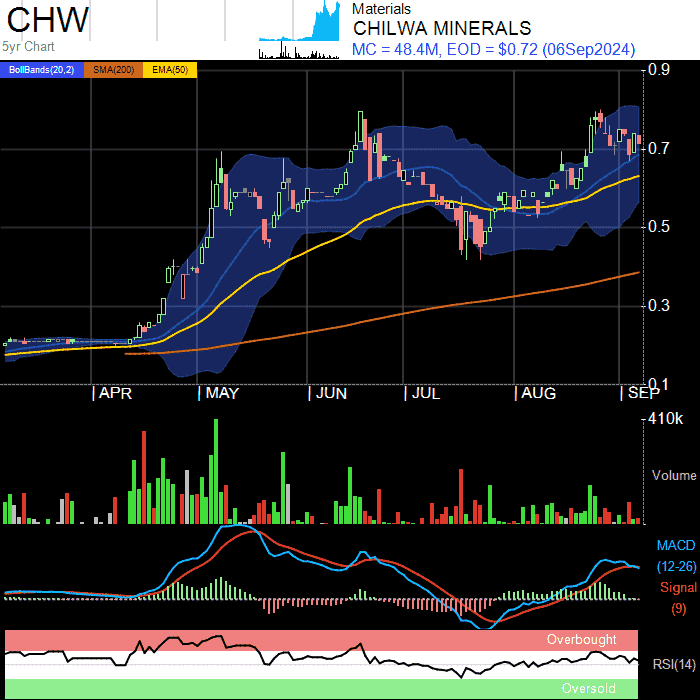 CHW
Materials
CHILWA MINERALS
5yr Chart
MC = 48.4M, EOD = $0.72 (06Sep2024)
BollBands(20,2) SMA(200) EMA(50)
0.9
0.7
0.5
0.3
0.1
APR MAY JUN JUL AUG SEP
410k
Volume
MACD
(12-26)
Signal
(9)
Overbought
RSI(14)
Oversold